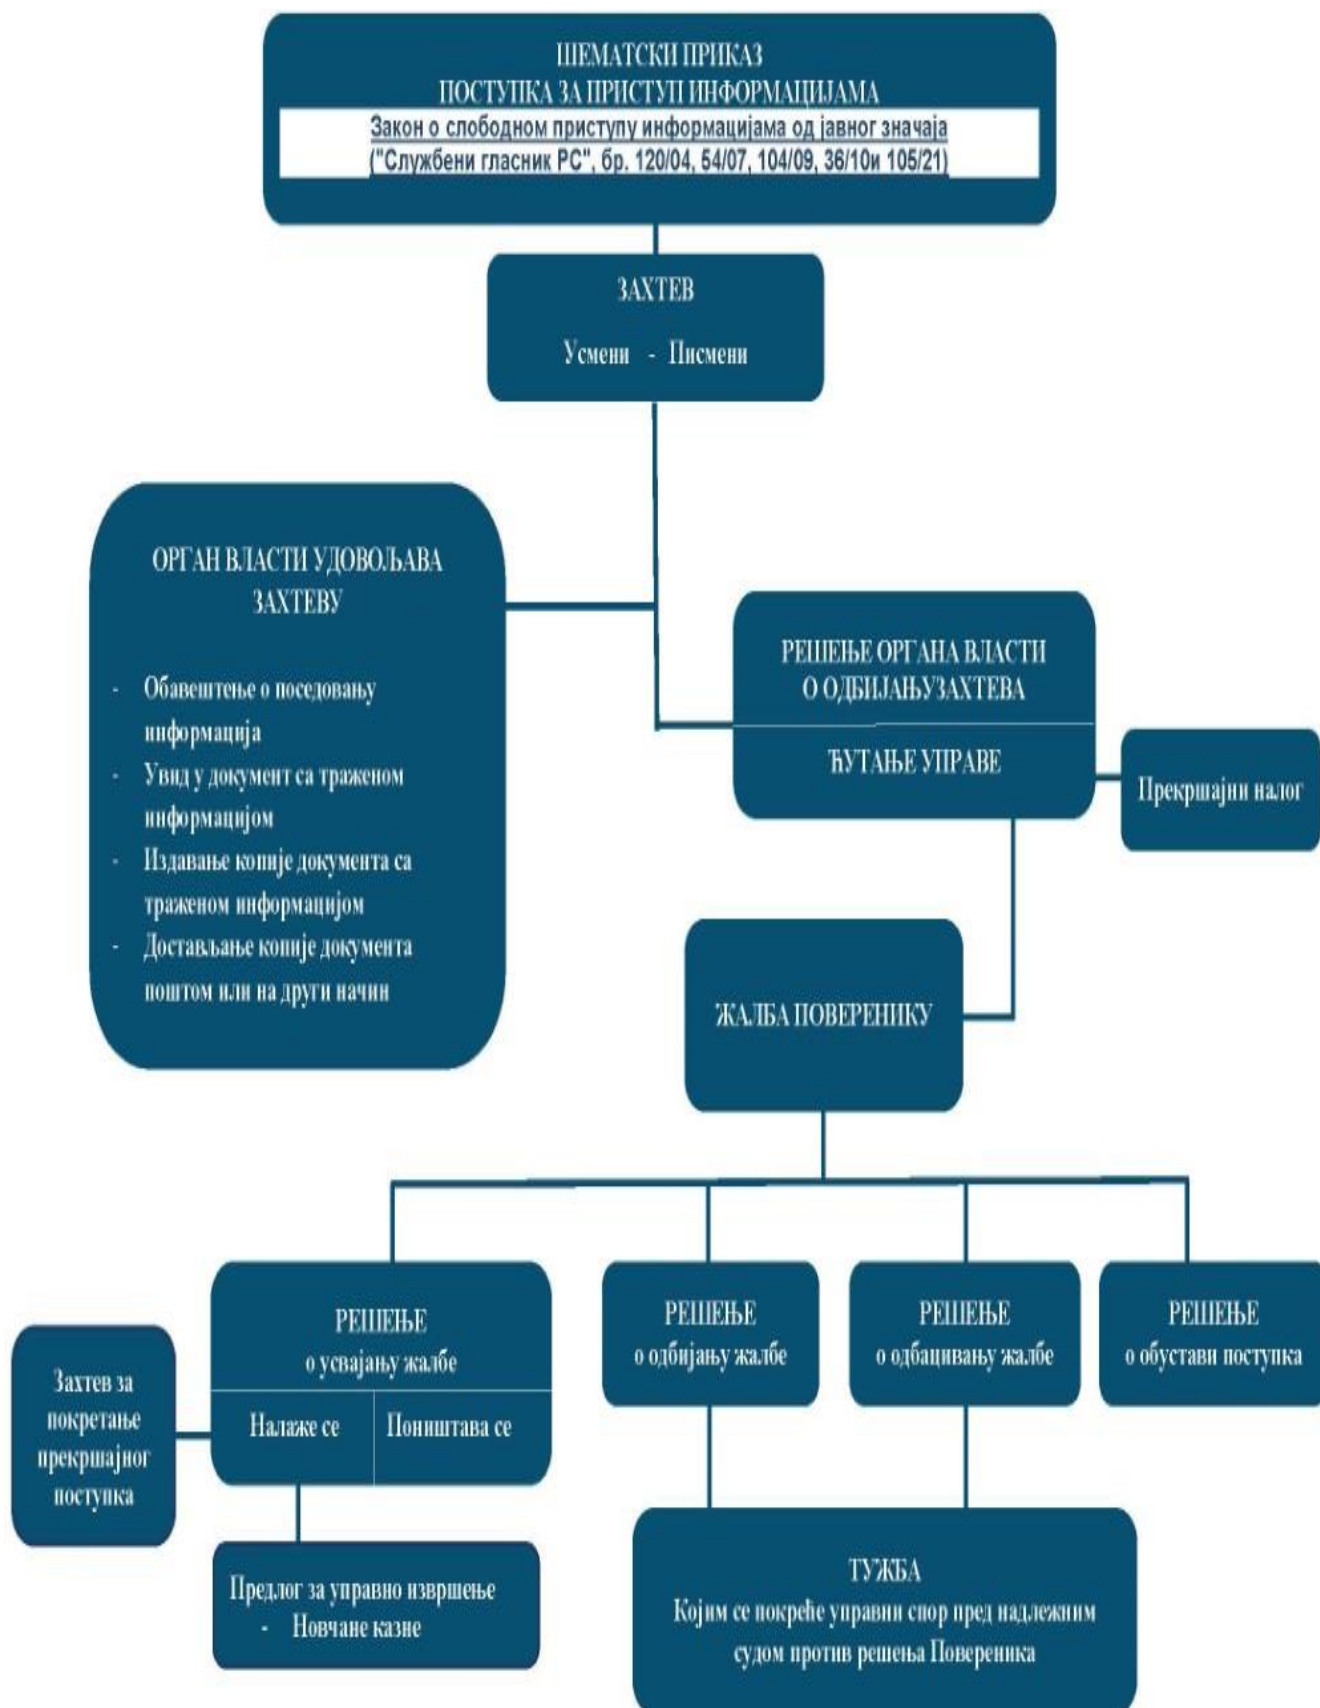 ШЕМАТСКИ ПРИКАЗ
ПОСТУПКА ЗА ПРИСТУП ИНФОРМАЦИЈАМА
Закон о слободном приступу информацијама од јавног значаја
("Службени гласник РС", бр. 120/04, 54/07, 104/09, 36/10и 105/21)
ЗАХТЕВ
Усмени - Писмени
ОРГАН ВЛАСТИ УДОВОЉАВА
ЗАХТЕВУ
- Обавештење о поседовању
информација
- Увид у документ са траженом
информацијом
- Издавање копије документа са
траженом информацијом
- Достављање копије документа
поштом или на други начин
РЕШЕЊЕ ОРГАНА ВЛАСТИ
О ОДБИЈАЊУЗАХТЕВА
ЋУТАЊЕ УПРАВЕ
Прекршајни налог
ЖАЛБА ПОВЕРЕНИКУ
РЕШЕЊЕ
о усвајању жалбе
Налаже се
Поништава се
Захтев за
покретање
прекршајног
поступка
Предлог за управно извршење
- Новчане казне
РЕШЕЊЕ
о одбијању жалбе
РЕШЕЊЕ
о одбацивању жалбе
РЕШЕЊЕ
о обустави поступка
ТУЖБА
Којим се покреће управни спор пред надлежним
судом против решења Повереника